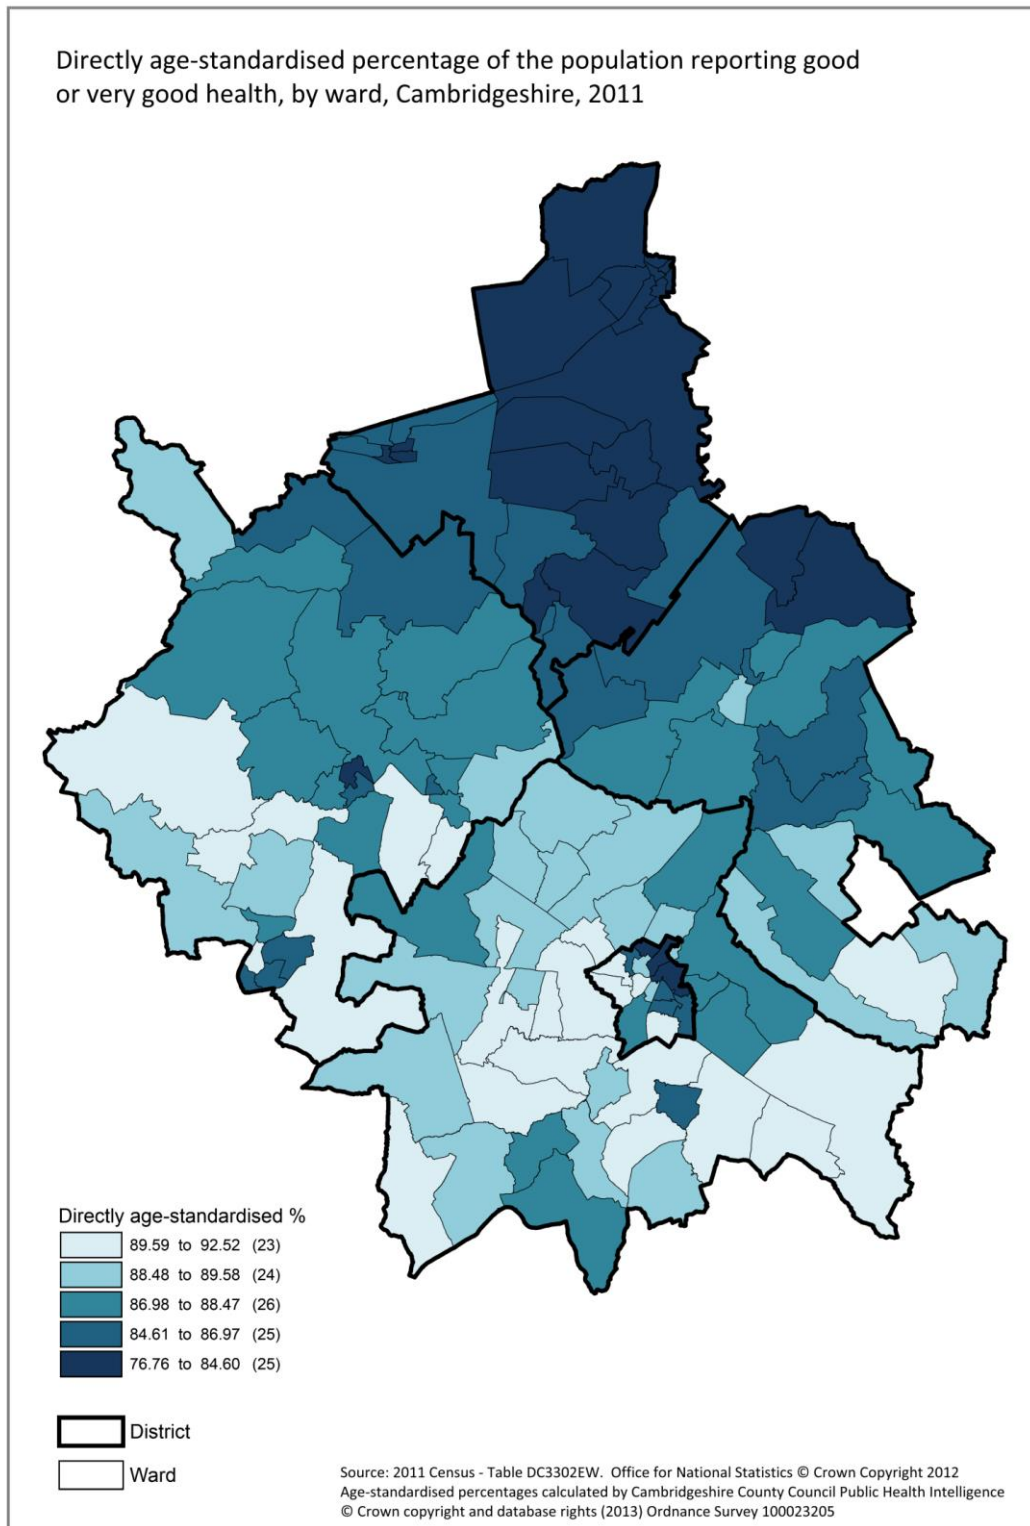 Directly age-standardised percentage of the population reporting good
or very good health, by ward, Cambridgeshire, 2011
Directly age-standardised %
89.59 to 92.52 (23)
88.48 to 89.58 (24)
86.98 to 88.47 (26)
84.61 to 86.97 (25)
76.76 to 84.60 (25)
District
Ward
Source: 2011 Census - Table DC3302EW. Office for National Statistics © Crown Copyright 2012
Age-standardised percentages calculated by Cambridgeshire County Council Public Health Intelligence
© Crown copyright and database rights (2013) Ordnance Survey 100023205